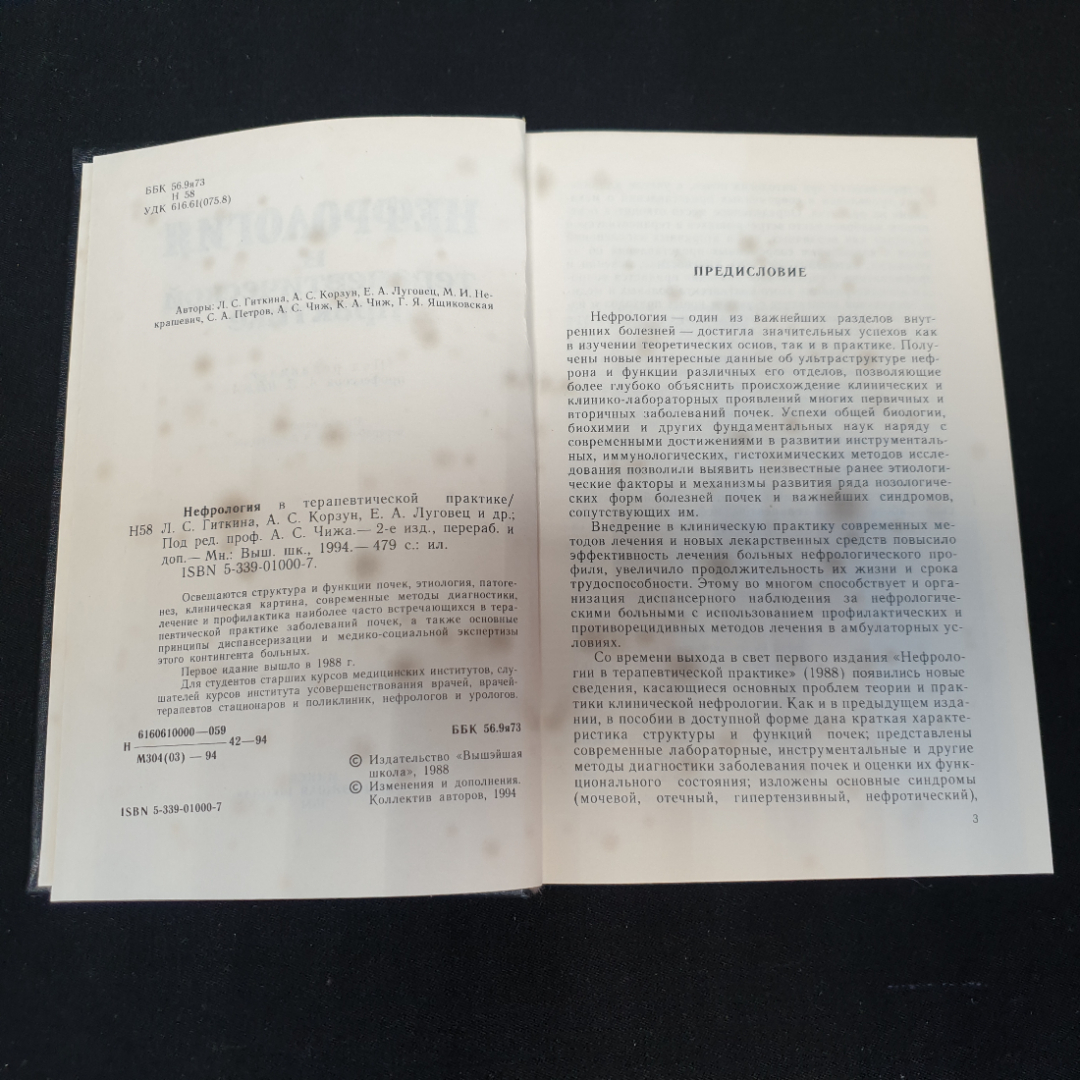 ББК 56.9я73
Н 58
УДК 616.61(075.8)
Авторы: Л. С. Гиткина, А. С. Корзун, Е. А. Луговец, М. И. Не-
крашевич, С. А. Петров, А. С. Чиж, К. А. Чиж, Г. Я. Ящиковская
Нефрология в терапевтической практике/
Н58 Л. С. Гиткина, А. С. Корзун, Е. А. Луговец и др.;
Под ред. проф. А. С. Чижа.— 2-е изд., перераб. и
доп.— Мн.: Выш. шк., 1994.— 479 с.: ил.
ISBN 5-339-01000-7.
Освещаются структура и функции почек, этиология, патоге-
нез, клиническая картина, современные методы диагностики,
лечение и профилактика наиболее часто встречающихся в тера-
певтической практике заболеваний почек, а также основные
принципы диспансеризации и медико-социальной экспертизы
этого контингента больных.
Первое идание вышло в 1988 г.
Для студентов старших курсов медицинских институтов, слу-
шателей курсов института усовершенствования врачей, врачей-
терапевтов стационаров и поликлиник, нефрологов и урологов.
Н 6160610000—059
М304(03) — 94 42—94
ББК 56.9я73
© Издательство «Вышэйшая
школа», 1988
© Изменения и дополнения.
Коллектив авторов, 1994
ISBN 5-339-01000-7
ПРЕДИСЛОВИЕ
Нефрология — один из важнейших разделов внут-
ренних болезней — достигла значительных успехов как
в изучении теоретических основ, так и в практике. Полу-
чены новые интересные данные об ультраструктуре неф-
рона и функции различных его отделов, позволяющие
более глубоко объяснить происхождение клинических и
клинико-лабораторных проявлений многих первичных и
вторичных заболеваний почек. Успехи общей биологии,
биохимии и других фундаментальных наук наряду с
современными достижениями в развитии инструменталь-
ных, иммунологических, гистохимических методов иссле-
дования позволили выявить неизвестные ранее этиологи-
ческие факторы и механизмы развития ряда нозологиче-
ских форм болезней почек и важнейших синдромов,
сопутствующих им.
Внедрение в клиническую практику современных ме-
тодов лечения и новых лекарственных средств повысило
эффективность лечения больных нефрологического про-
филя, увеличило продолжительность их жизни и срока
трудоспособности. Этому во многом способствует и орга-
низация диспансерного наблюдения за нефрологиче-
скими больными с использованием профилактических и
противорецидивных методов лечения в амбулаторных ус-
ловиях.
Со времени выхода в свет первого издания «Нефроло-
гии в терапевтической практике» (1988) появились новые
сведения, касающиеся основных проблем теории и прак-
тики клинической нефрологии. Как и в предыдущем изда-
нии, в пособии в доступной форме дана краткая характе-
ристика структуры и функций почек; представлены
современные лабораторные, инструментальные и другие
методы диагностики заболевания почек и оценки их функ-
ционального состояния; изложены основные синдромы
(мочевой, отечный, гипертензивный, нефротический),
3